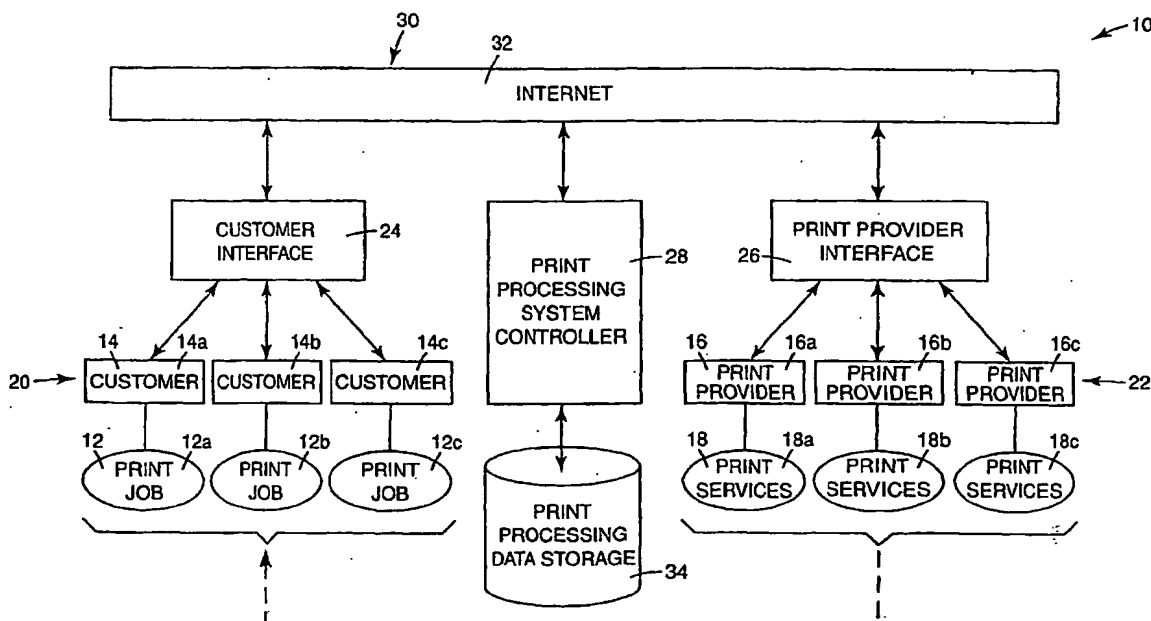 10
30
32
INTERNET
CUSTOMER
INTERFACE
24
PRINT
PROCESSING
SYSTEM
CONTROLLER
28
PRINT PROVIDER
INTERFACE
26
20
14
14a
14b
14c
CUSTOMER
CUSTOMER
CUSTOMER
16
16a
16b
16c
PRINT
PROVIDER
PRINT
PROVIDER
PRINT
PROVIDER
22
12
12a
12b
12c
PRINT
JOB
PRINT
JOB
PRINT
JOB
PRINT
PROCESSING
DATA STORAGE
34
18
18a
18b
18c
PRINT
SERVICES
PRINT
SERVICES
PRINT
SERVICES